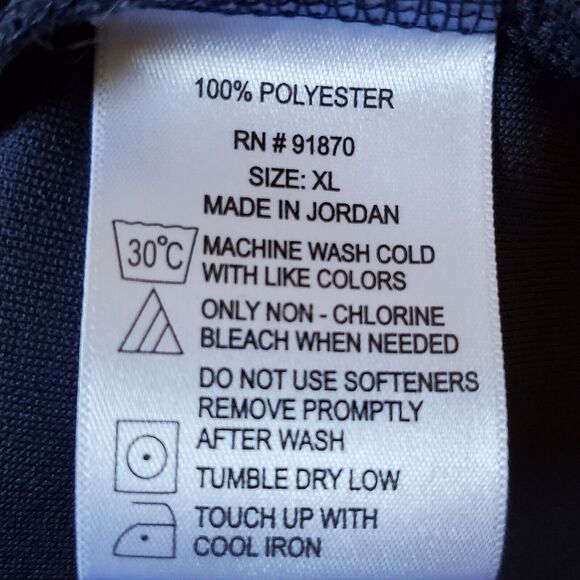 100% POLYESTER
RN # 91870
SIZE: XL
MADE IN JORDAN
30°C MACHINE WASH COLD
WITH LIKE COLORS
ONLY NON - CHLORINE
BLEACH WHEN NEEDED
DO NOT USE SOFTENERS
REMOVE PROMPTLY
AFTER WASH
TUMBLE DRY LOW
TOUCH UP WITH
COOL IRON